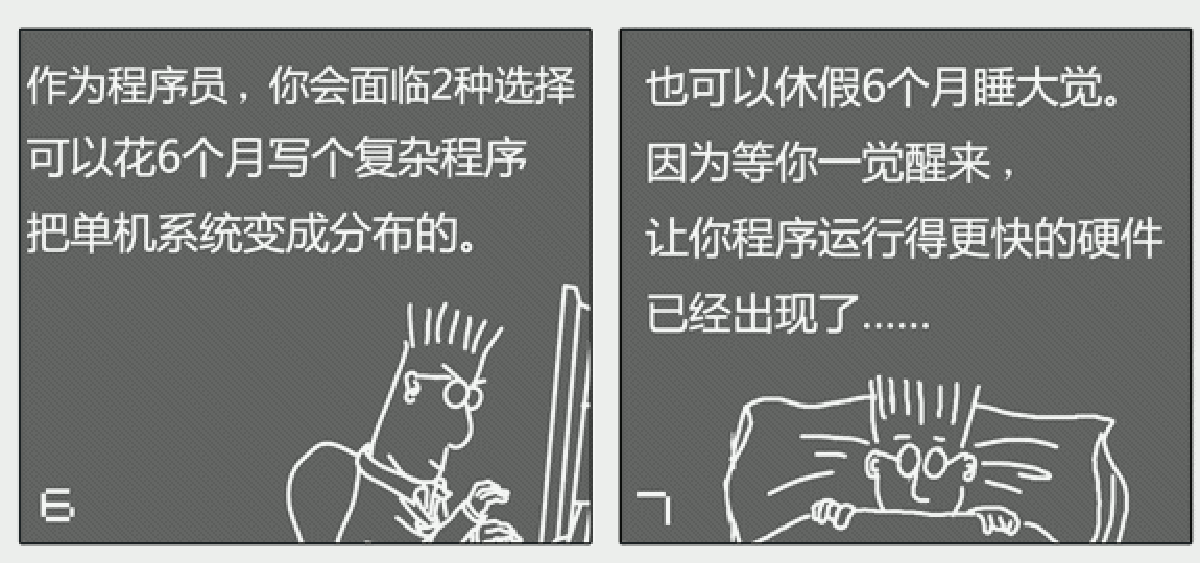 作为程序员，你会面临2种选择
可以花6个月写个复杂程序
把单机系统变成分布的。
6
也可以休假6个月睡大觉。
因为等你一觉醒来，
让你程序运行得更快的硬件
已经出现了……
7